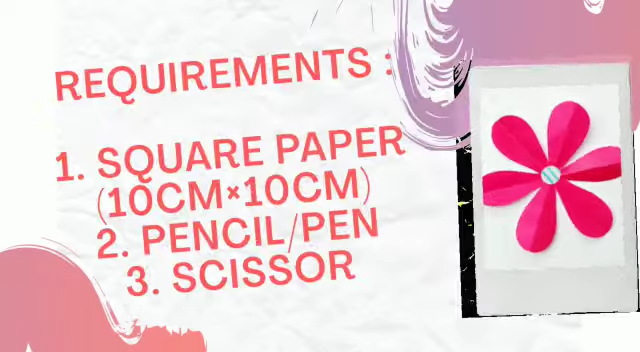 REQUIREMENTS :
1. SQUARE PAPER
(10CM×10CM)
2. PENCIL/PEN
3. SCISSOR